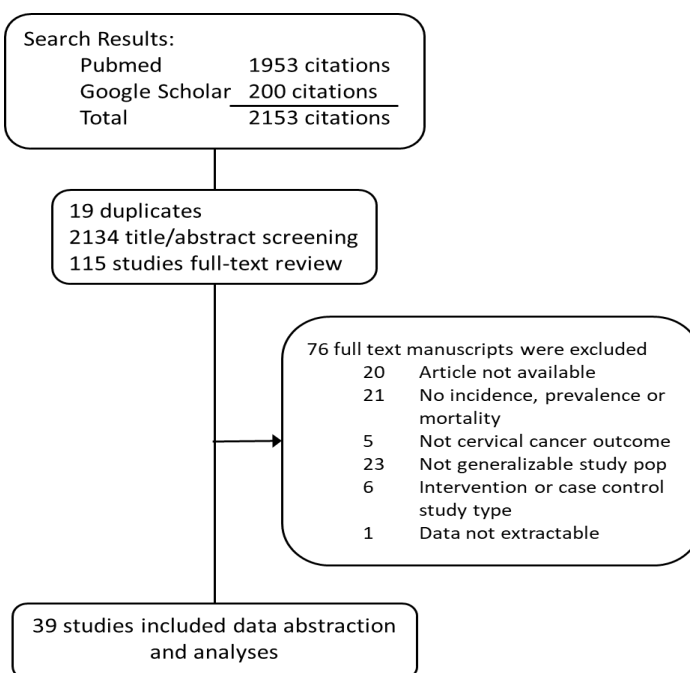 Search Results:
Pubmed 1953 citations
Google Scholar 200 citations
Total 2153 citations
19 duplicates
2134 title/abstract screening
115 studies full-text review
76 full text manuscripts were excluded
20 Article not available
21 No incidence, prevalence or
mortality
5 Not cervical cancer outcome
23 Not generalizable study pop
6 Intervention or case control
study type
1 Data not extractable
39 studies included data abstraction
and analyses